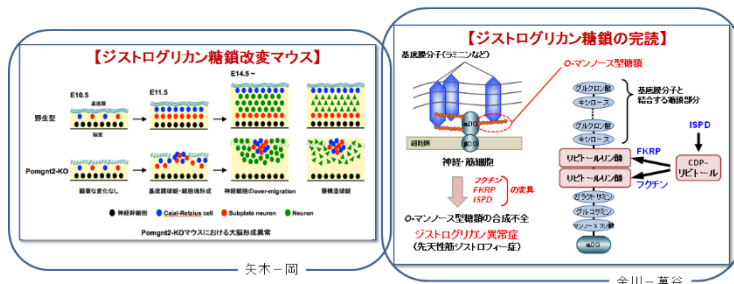 【ジストログリカン糖鎖改変マウス】
E10.5
E11.5
E14.5～
基底膜
野生型
脳室
Pomgnt2-KO
顕著な変化なし
基底膜破綻・細胞塊形成
神経細胞のover-migration
層構造破綻
神経幹細胞
Cajal-Retzius cell
Subplate neuron
Neuron
Pomgnt2-KOマウスにおける大脳形成異常
矢木－岡
【ジストログリカン糖鎖の完読】
基底膜分子(ラミニンなど)
O-マンノース型糖鎖
αDG
βDG
細胞膜
神経・筋細胞
フクチン
FKRP
ISPD
の変異
O-マンノース型糖鎖の合成不全
ジストログリカン異常症
(先天性筋ジストロフィー症)
グルクロン酸
キシロース
グルクロン酸
キシロース
基底膜分子と
結合する糖鎖部分
ISPD
FKRP
リビトールリン酸
リビトールリン酸
CDP-
リビトール
フクチン
ガラクトサミン
グルコサミン
マンノースリン酸
αDG
金川－萬谷